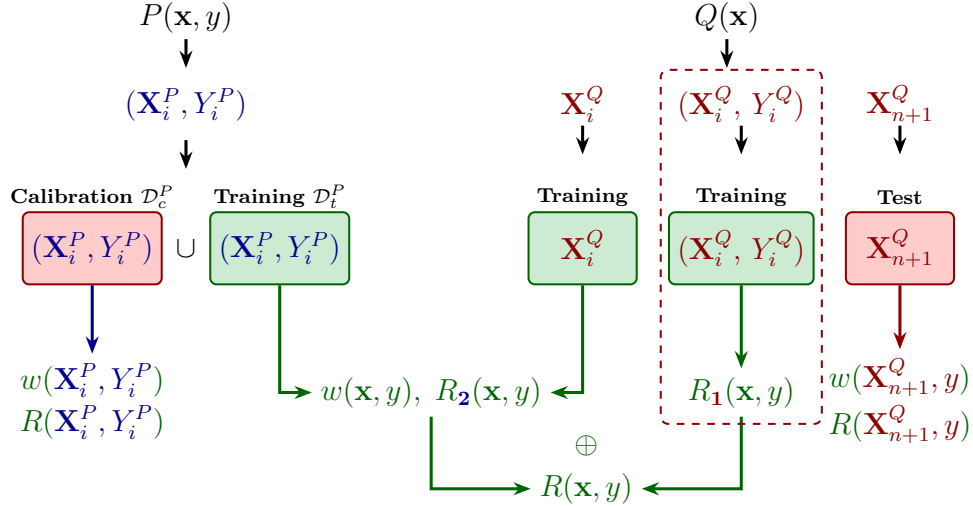 P(𝐱, y) Q(𝐱)
(𝐗_i^P, Y_i^P) 𝐗_i^Q (𝐗_i^Q, Y_i^Q) 𝐗_{n+1}^Q
Calibration 𝒟_c^P Training 𝒟_t^P Training Training Test
(𝐗_i^P, Y_i^P) ∪ (𝐗_i^P, Y_i^P) 𝐗_i^Q (𝐗_i^Q, Y_i^Q) 𝐗_{n+1}^Q
w(𝐗_i^P, Y_i^P) w(𝐱, y), R_𝟐(𝐱, y) R_𝟏(𝐱, y) w(𝐗_{n+1}^Q, y)
R(𝐗_i^P, Y_i^P) R(𝐗_{n+1}^Q, y)
⊕
R(𝐱, y)